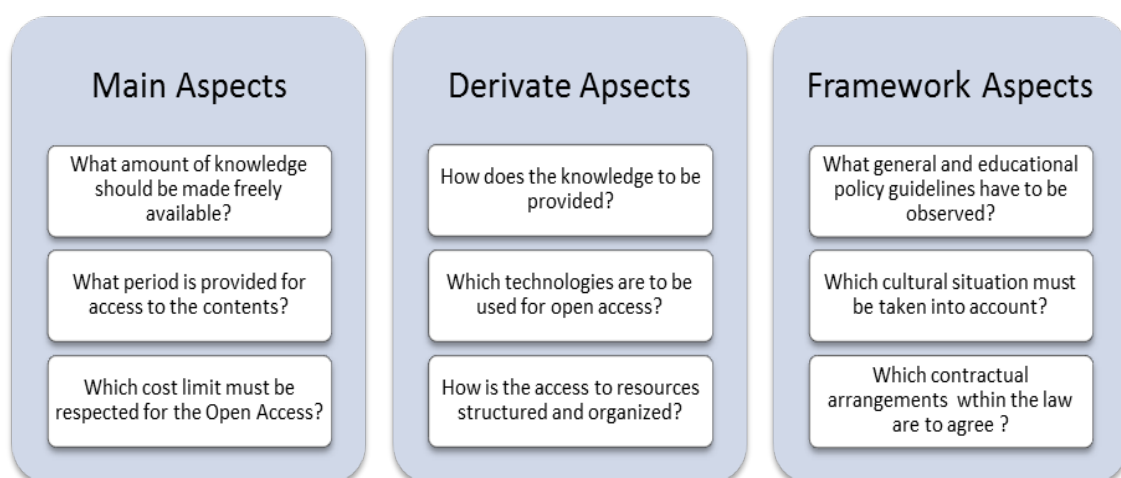 Main Aspects
What amount of knowledge
should be made freely
available?
What period is provided for
access to the contents?
Which cost limit must be
respected for the Open Access?
Derivate Apsects
How does the knowledge to be
provided?
Which technologies are to be
used for open access?
How is the access to resources
structured and organized?
Framework Aspects
What general and educational
policy guidelines have to be
observed?
Which cultural situation must
be taken into account?
Which contractual
arrangements wthin the law
are to agree ?